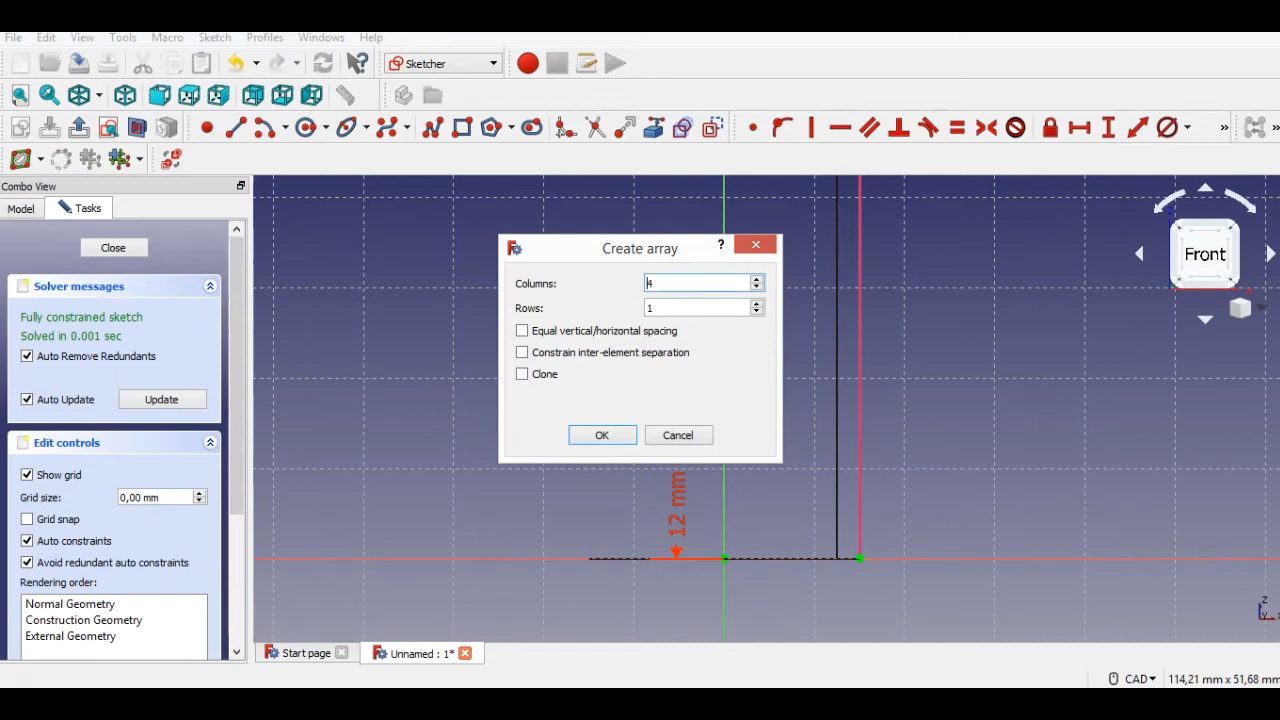 File Edit View Tools Macro Sketch Profiles Windows Help
Sketcher
Combo View
Model Tasks
Close
Solver messages
Fully constrained sketch
Solved in 0.001 sec
Auto Remove Redundants
Auto Update Update
Edit controls
Show grid
Grid size: 0,00 mm
Grid snap
Auto constraints
Avoid redundant auto constraints
Rendering order:
Normal Geometry
Construction Geometry
External Geometry
Create array
Columns: 4
Rows: 1
Equal vertical/horizontal spacing
Constrain inter-element separation
Clone
OK Cancel
12 mm
Front
Z
Y X
Start page Unnamed : 1*
CAD 114,21 mm x 51,68 mm